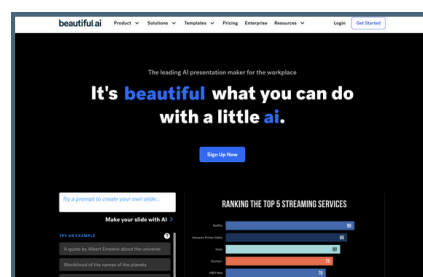 beautiful.ai Product Solutions Templates Pricing Enterprise Resources Login Get Started
The leading AI presentation maker for the workplace
It's beautiful what you can do
with a little ai.
Sign Up Now
Try a prompt to create your own slide...
Make your slide with AI
TRY AN EXAMPLE
A quote by Albert Einstein about the universe
Wordcloud of the names of the planets
RANKING THE TOP 5 STREAMING SERVICES
Netflix
Amazon Prime Video
Hulu
Disney+
HBO Max